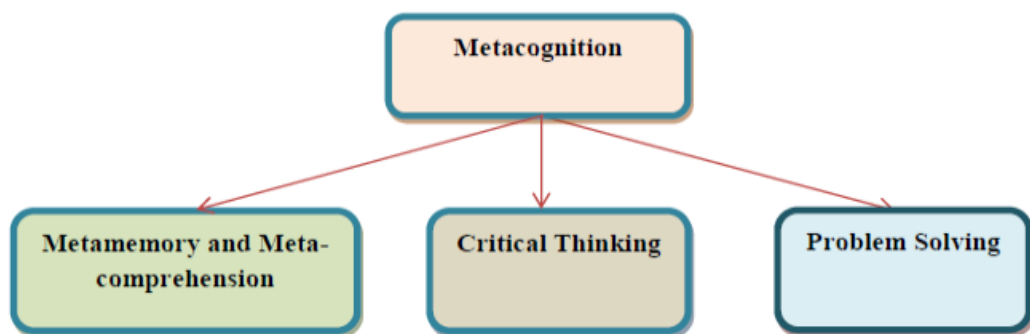 Metacognition
Metamemory and Meta-
comprehension
Critical Thinking
Problem Solving